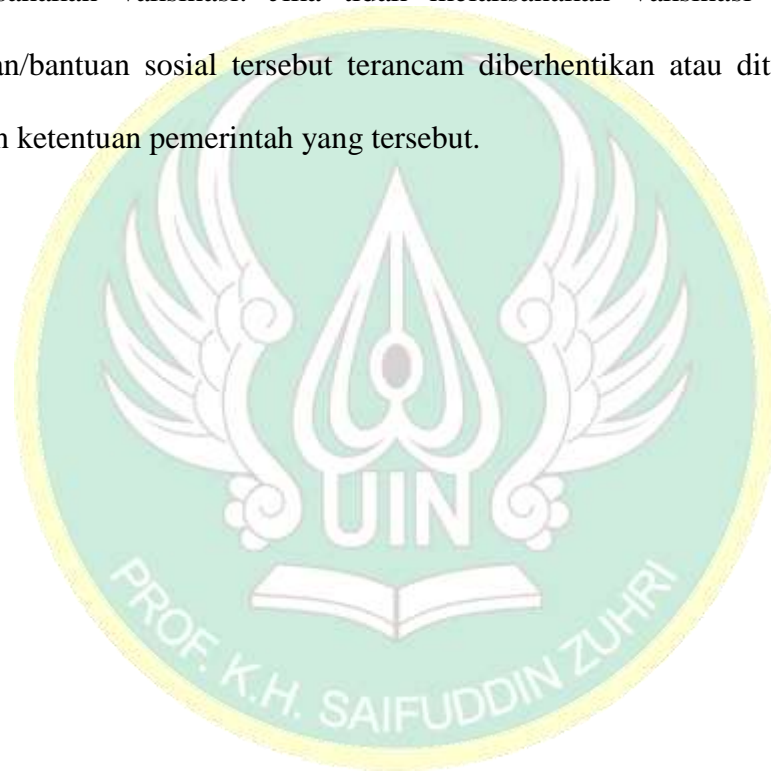 an/bantuan sosial tersebut terancam diberhentikan atau dit
n ketentuan pemerintah yang tersebut.
UIN
PROF. K.H. SAIFUDDIN ZUHRI